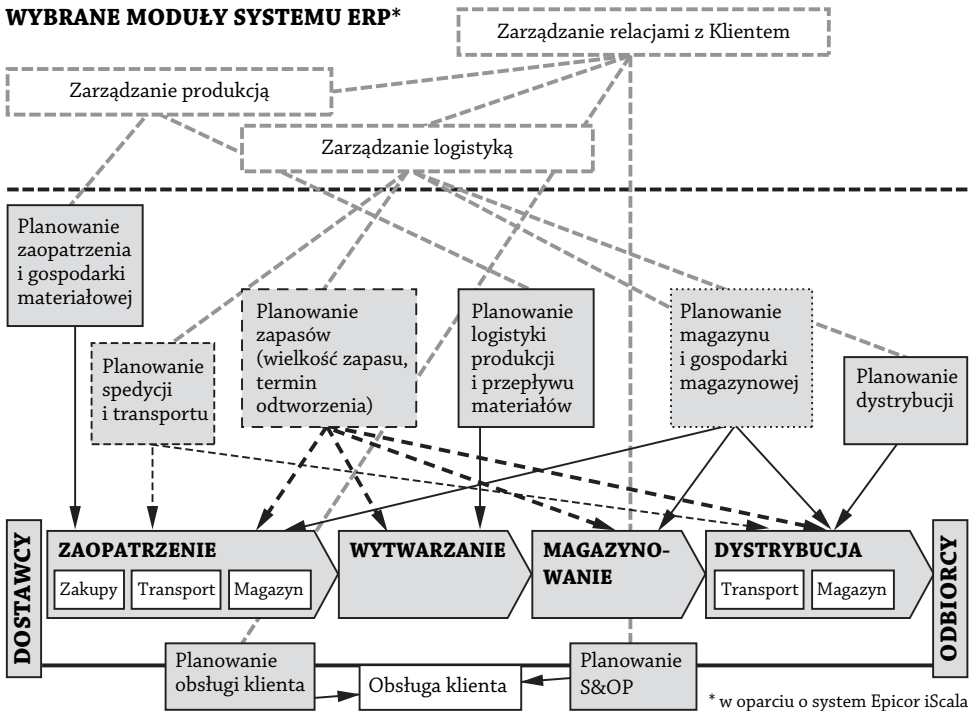 WYBRANE MODUŁY SYSTEMU ERP*
Zarządzanie relacjami z Klientem
Zarządzanie produkcją
Zarządzanie logistyką
Planowanie
zaopatrzenia
i gospodarki
materiałowej
Planowanie
spedycji
i transportu
Planowanie
zapasów
(wielkość zapasu,
termin
odtworzenia)
Planowanie
logistyki
produkcji
i przepływu
materiałów
Planowanie
magazynu
i gospodarki
magazynowej
Planowanie
dystrybucji
DOSTAWCY
ZAOPATRZENIE
Zakupy
Transport
Magazyn
WYTWARZANIE
MAGAZYNO-
WANIE
DYSTRYBUCJA
Transport
Magazyn
ODBIORCY
Planowanie
obsługi klienta
Obsługa klienta
Planowanie
S&OP
* w oparciu o system Epicor iScala